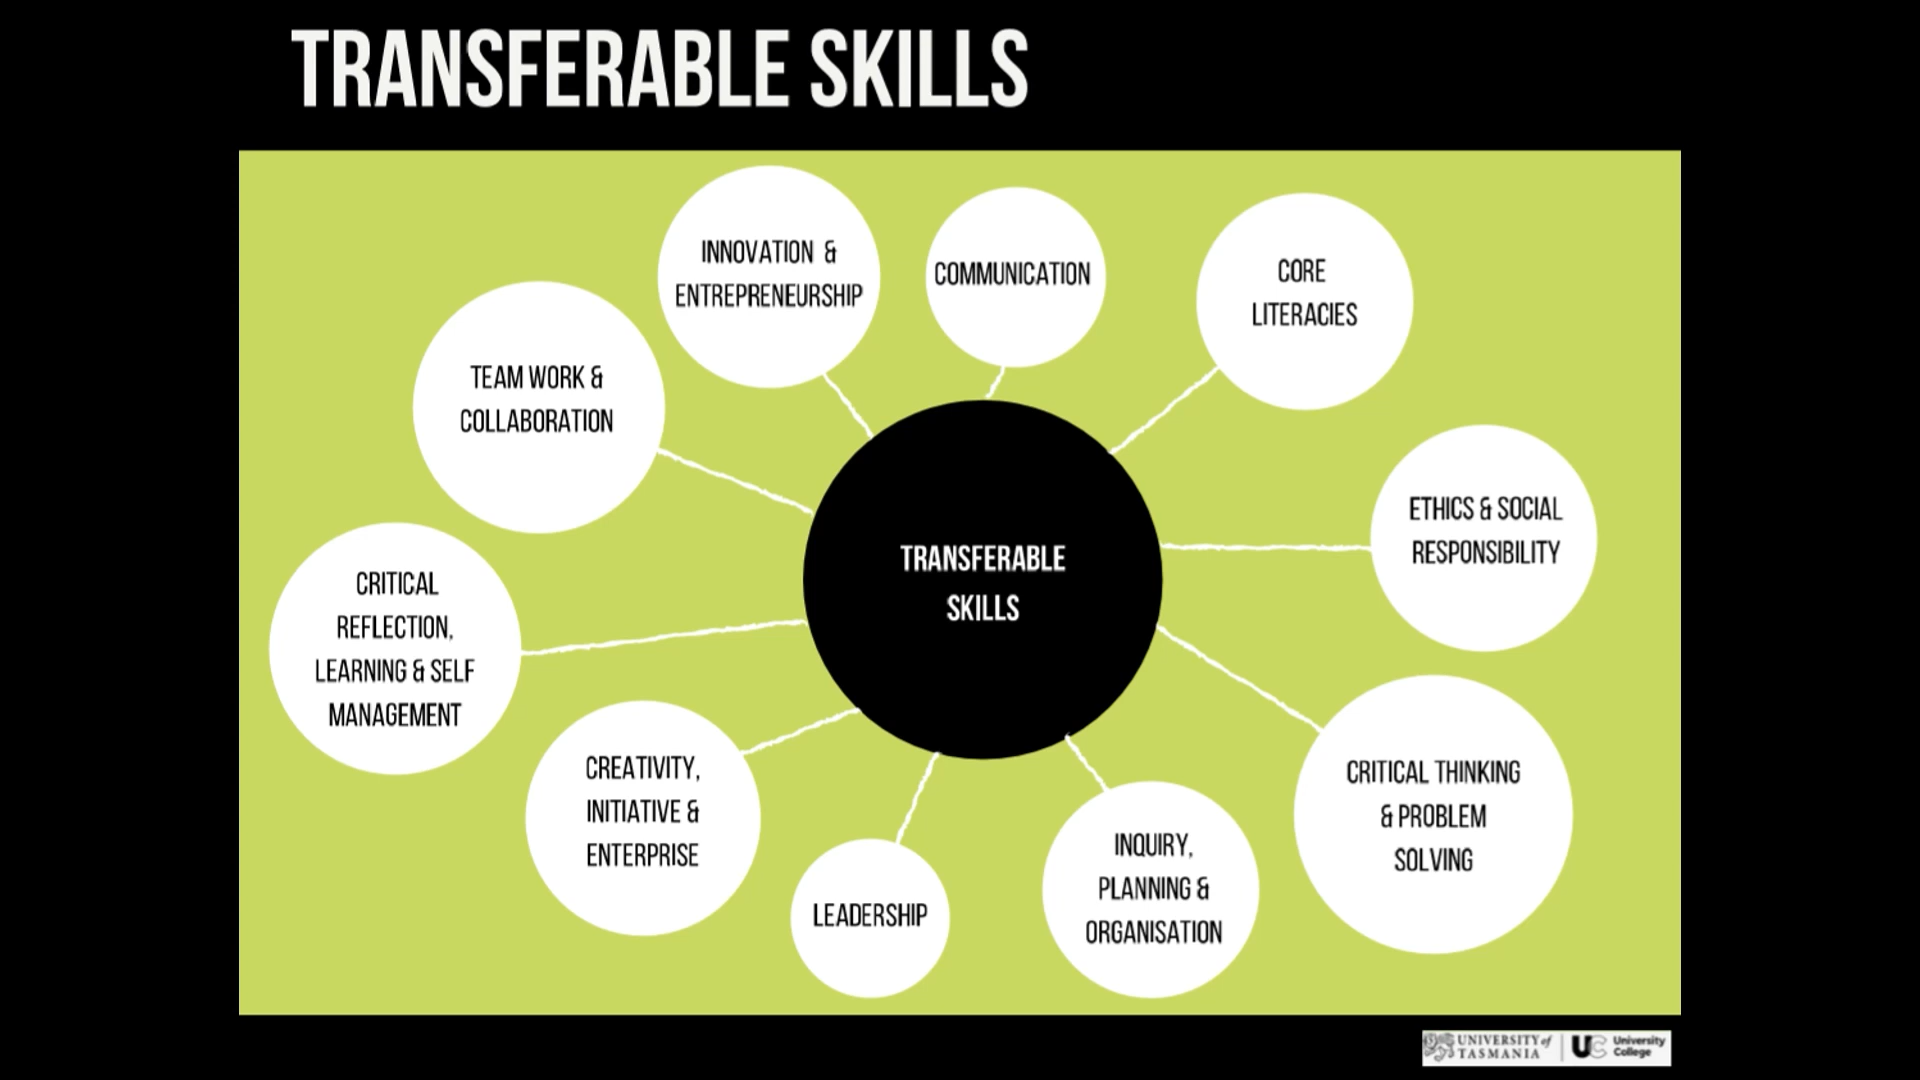 TRANSFERABLE SKILLS
INNOVATION &
ENTREPRENEURSHIP
COMMUNICATION
CORE
LITERACIES
TEAM WORK &
COLLABORATION
ETHICS & SOCIAL
RESPONSIBILITY
TRANSFERABLE
SKILLS
CRITICAL
REFLECTION,
LEARNING & SELF
MANAGEMENT
CREATIVITY,
INITIATIVE &
ENTERPRISE
LEADERSHIP
INQUIRY,
PLANNING &
ORGANISATION
CRITICAL THINKING
& PROBLEM
SOLVING
UNIVERSITY of
TASMANIA
UC
University
College